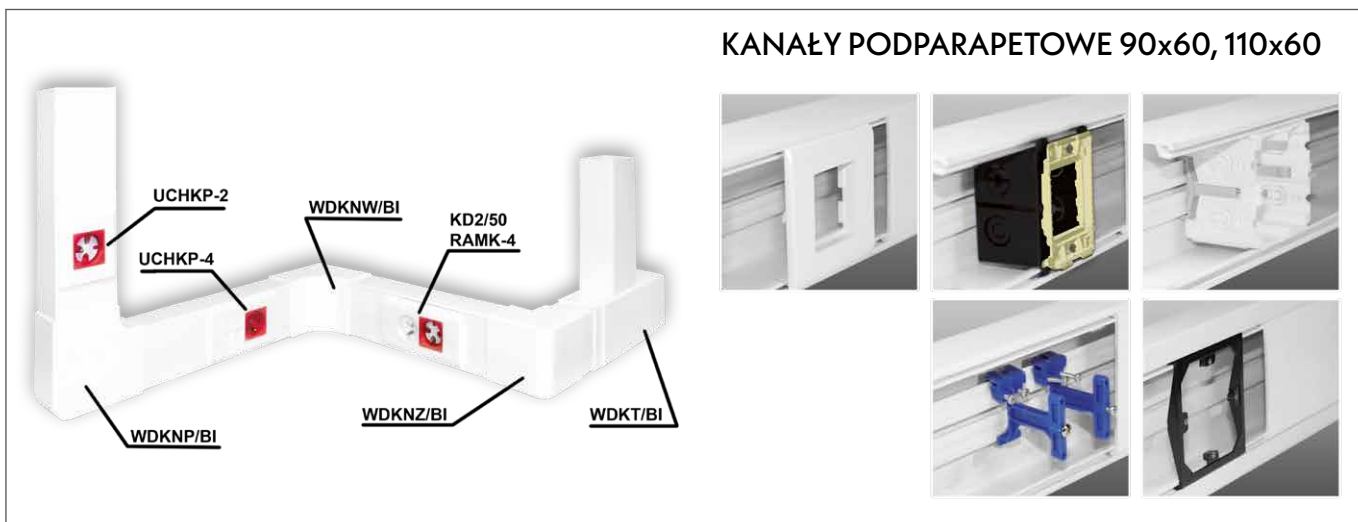 KANAŁY PODPARAPETOWE 90x60, 110x60
UCHKP-2
WDKNW/BI
KD2/50
RAMK-4
UCHKP-4
WDKNZ/BI
WDKT/BI
WDKNP/BI